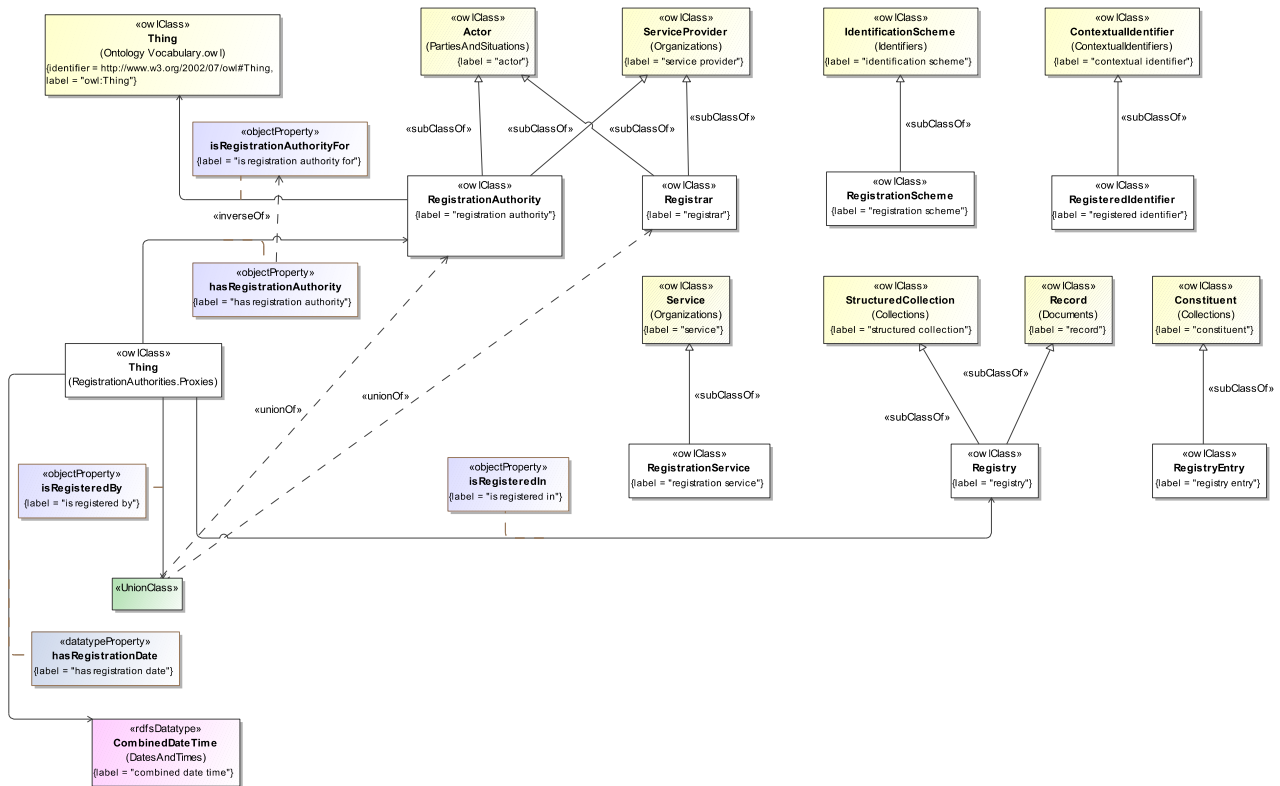 «owlClass»
Thing
(Ontology Vocabulary.owl)
{identifier = http://www.w3.org/2002/07/owl#Thing,
label = "owl:Thing"}
«owlClass»
Actor
(PartiesAndSituations)
{label = "actor"}
«owlClass»
ServiceProvider
(Organizations)
{label = "service provider"}
«owlClass»
IdentificationScheme
(Identifiers)
{label = "identification scheme"}
«owlClass»
ContextualIdentifier
(ContextualIdentifiers)
{label = "contextual identifier"}
«objectProperty»
isRegistrationAuthorityFor
{label = "is registration authority for"}
«subClassOf»
«subClassOf»
«subClassOf»
«subClassOf»
«subClassOf»
«subClassOf»
«owlClass»
RegistrationAuthority
{label = "registration authority"}
«owlClass»
Registrar
{label = "registrar"}
«owlClass»
RegistrationScheme
{label = "registration scheme"}
«owlClass»
RegisteredIdentifier
{label = "registered identifier"}
«inverseOf»
«objectProperty»
hasRegistrationAuthority
{label = "has registration authority"}
«owlClass»
Service
(Organizations)
{label = "service"}
«owlClass»
StructuredCollection
(Collections)
{label = "structured collection"}
«owlClass»
Record
(Documents)
{label = "record"}
«owlClass»
Constituent
(Collections)
{label = "constituent"}
«owlClass»
Thing
(RegistrationAuthorities.Proxies)
«unionOf»
«unionOf»
«subClassOf»
«subClassOf»
«subClassOf»
«subClassOf»
«objectProperty»
isRegisteredBy
{label = "is registered by"}
«objectProperty»
isRegisteredIn
{label = "is registered in"}
«owlClass»
RegistrationService
{label = "registration service"}
«owlClass»
Registry
{label = "registry"}
«owlClass»
RegistryEntry
{label = "registry entry"}
«UnionClass»
«datatypeProperty»
hasRegistrationDate
{label = "has registration date"}
«rdfsDatatype»
CombinedDateTime
(DatesAndTimes)
{label = "combined date time"}